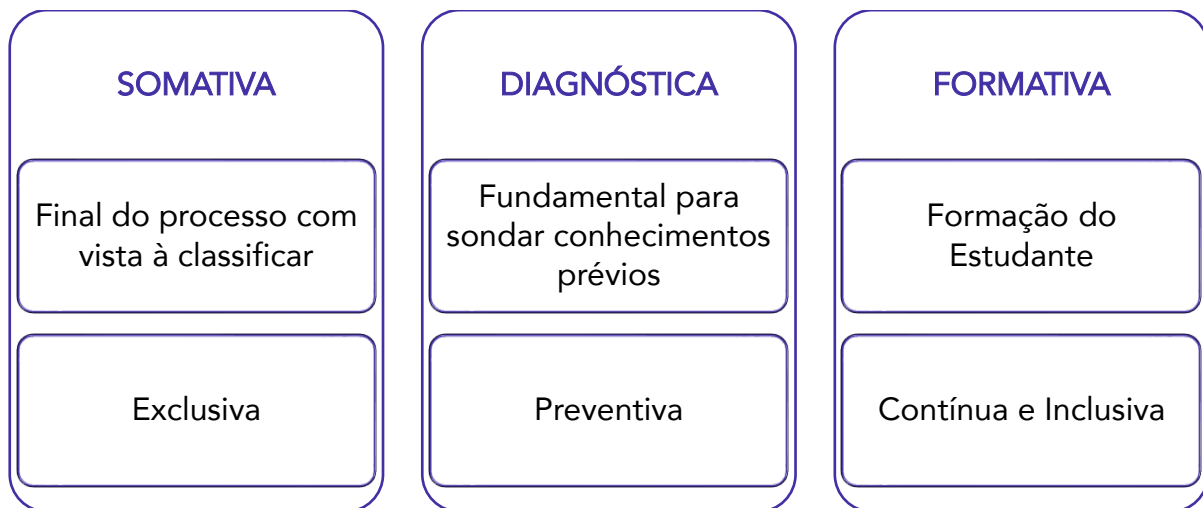 SOMATIVA
Final do processo com
vista à classificar
Exclusiva
DIAGNÓSTICA
Fundamental para
sondar conhecimentos
prévios
Preventiva
FORMATIVA
Formação do
Estudante
Contínua e Inclusiva